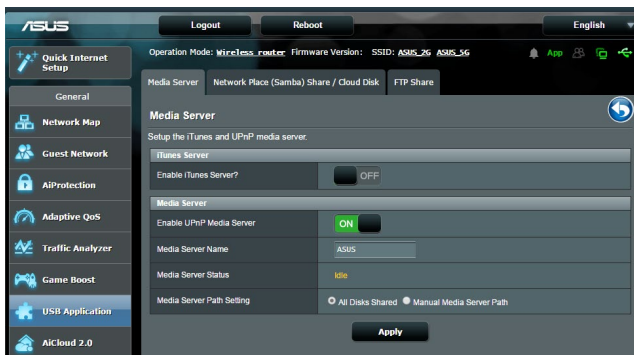 ASUS
Logout Reboot English
Quick Internet Setup
Operation Mode: Wireless router Firmware Version: SSID: ASUS_2G ASUS_5G App
Media Server Network Place (Samba) Share / Cloud Disk FTP Share
General
Network Map
Guest Network
AiProtection
Adaptive QoS
Traffic Analyzer
Game Boost
USB Application
AiCloud 2.0
Media Server
Setup the iTunes and UPnP media server.
iTunes Server
Enable iTunes Server? OFF
Media Server
Enable UPnP Media Server ON
Media Server Name ASUS
Media Server Status Idle
Media Server Path Setting All Disks Shared Manual Media Server Path
Apply